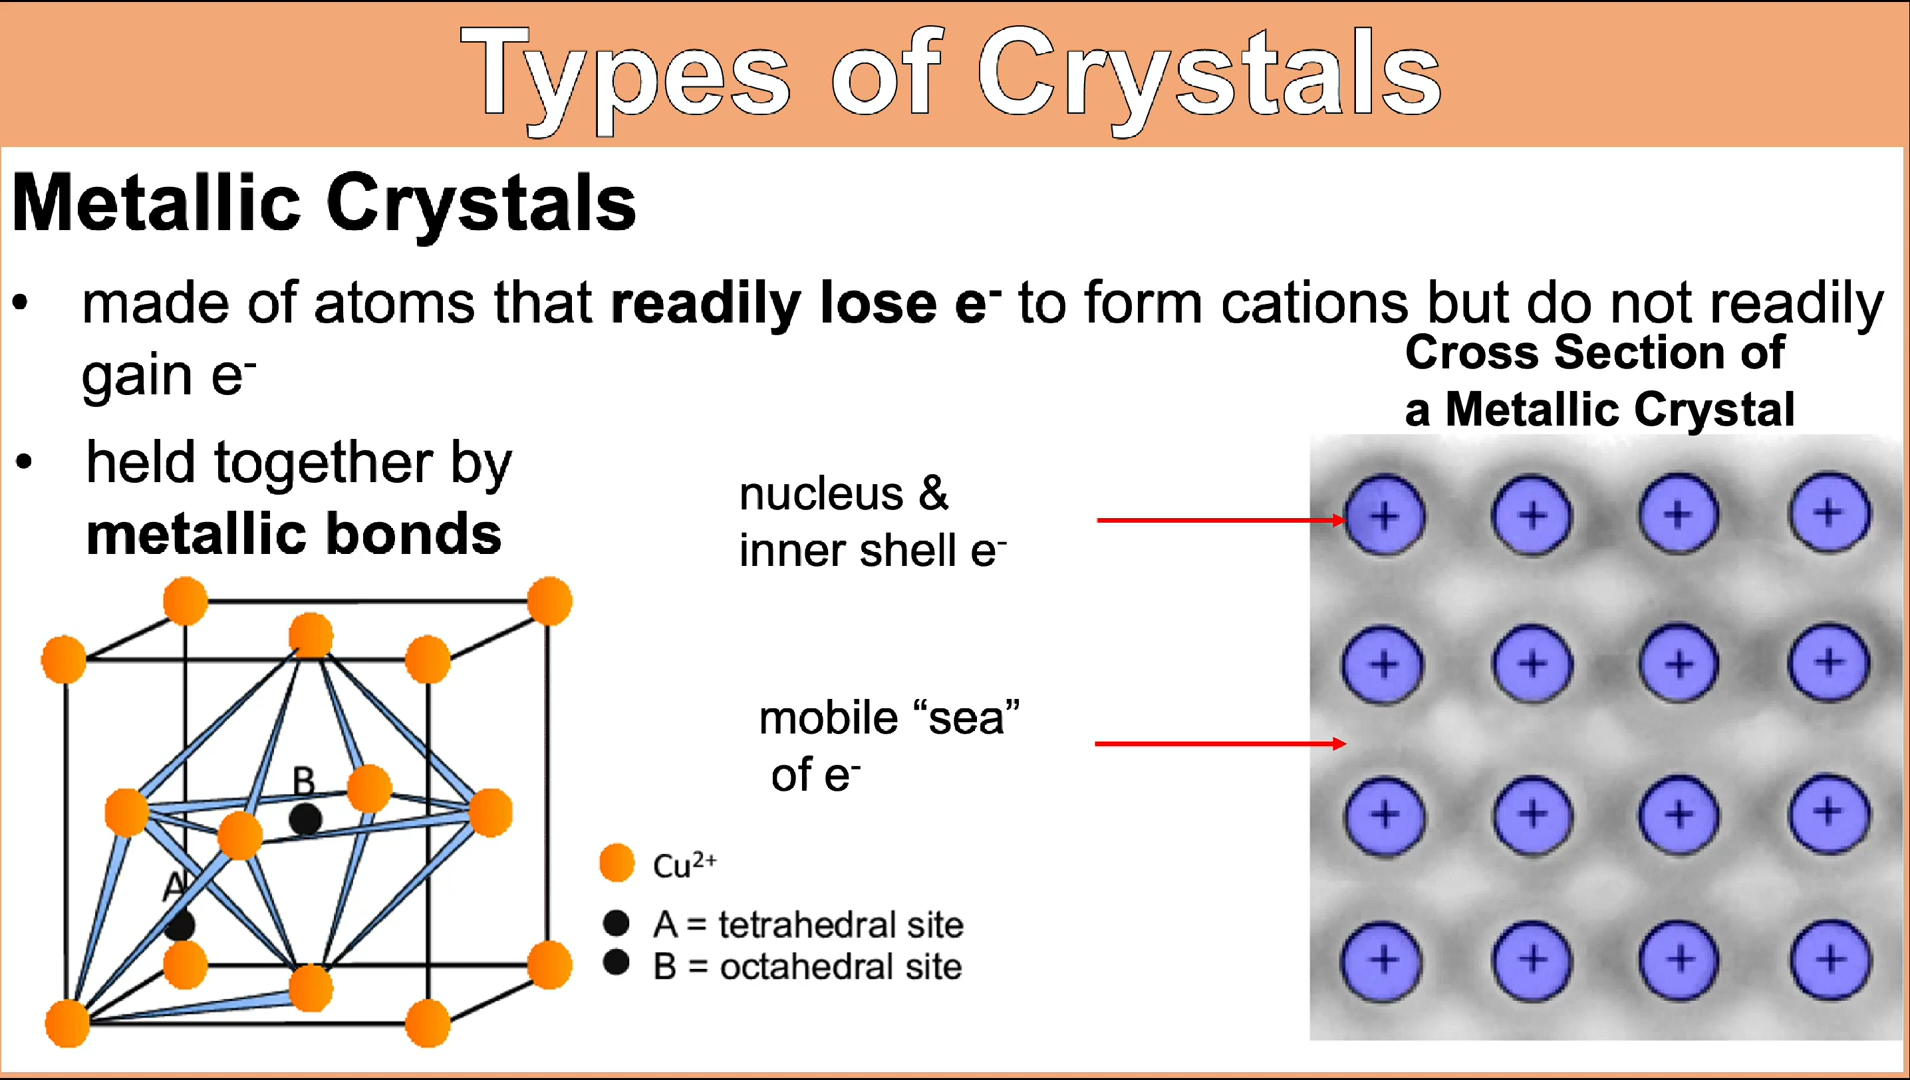 Types of Crystals
Metallic Crystals
• made of atoms that readily lose e⁻ to form cations but do not readily
gain e⁻
• held together by
metallic bonds
Cross Section of
a Metallic Crystal
nucleus &
inner shell e⁻
mobile “sea”
of e⁻
+ + + +
+ + + +
+ + + +
+ + + +
B
A
Cu²⁺
A = tetrahedral site
B = octahedral site